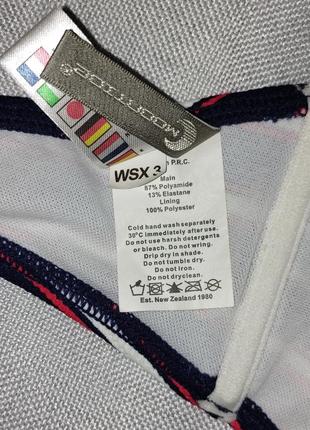 MOONTIDE
WSX 3
n P.R.C.
Main
87% Polyamide
13% Elastane
Lining
100% Polyester
Cold hand wash separately
30°C immediately after use.
Do not use harsh detergents
or bleach. Do not wring.
Drip dry in shade.
Do not tumble dry.
Do not iron.
Do not dryclean.
Est. New Zealand 1980